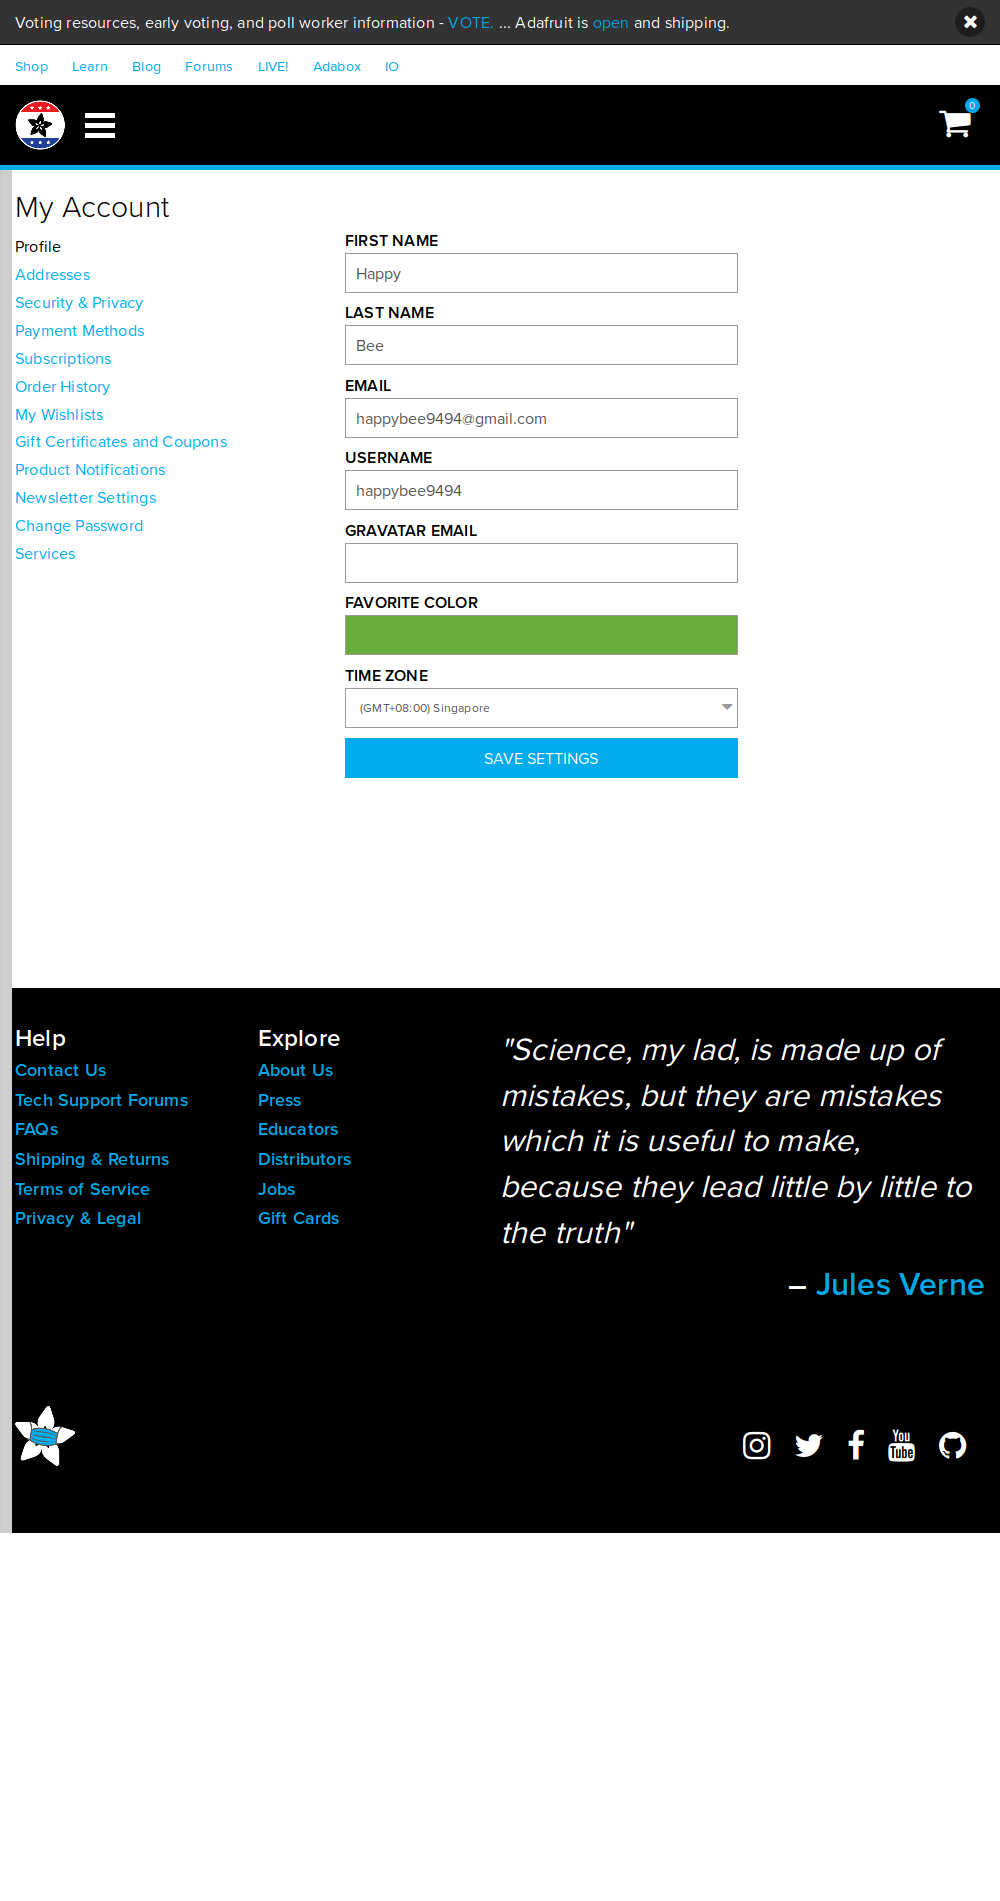 Voting resources, early voting, and poll worker information - VOTE. ... Adafruit is open and shipping.
Shop Learn Blog Forums LIVE! Adabox IO
0
My Account
Profile
Addresses
Security & Privacy
Payment Methods
Subscriptions
Order History
My Wishlists
Gift Certificates and Coupons
Product Notifications
Newsletter Settings
Change Password
Services
FIRST NAME
Happy
LAST NAME
Bee
EMAIL
happybee9494@gmail.com
USERNAME
happybee9494
GRAVATAR EMAIL
FAVORITE COLOR
TIME ZONE
(GMT+08:00) Singapore
SAVE SETTINGS
Help
Contact Us
Tech Support Forums
FAQs
Shipping & Returns
Terms of Service
Privacy & Legal
Explore
About Us
Press
Educators
Distributors
Jobs
Gift Cards
"Science, my lad, is made up of
mistakes, but they are mistakes
which it is useful to make,
because they lead little by little to
the truth"
– Jules Verne
You
Tube